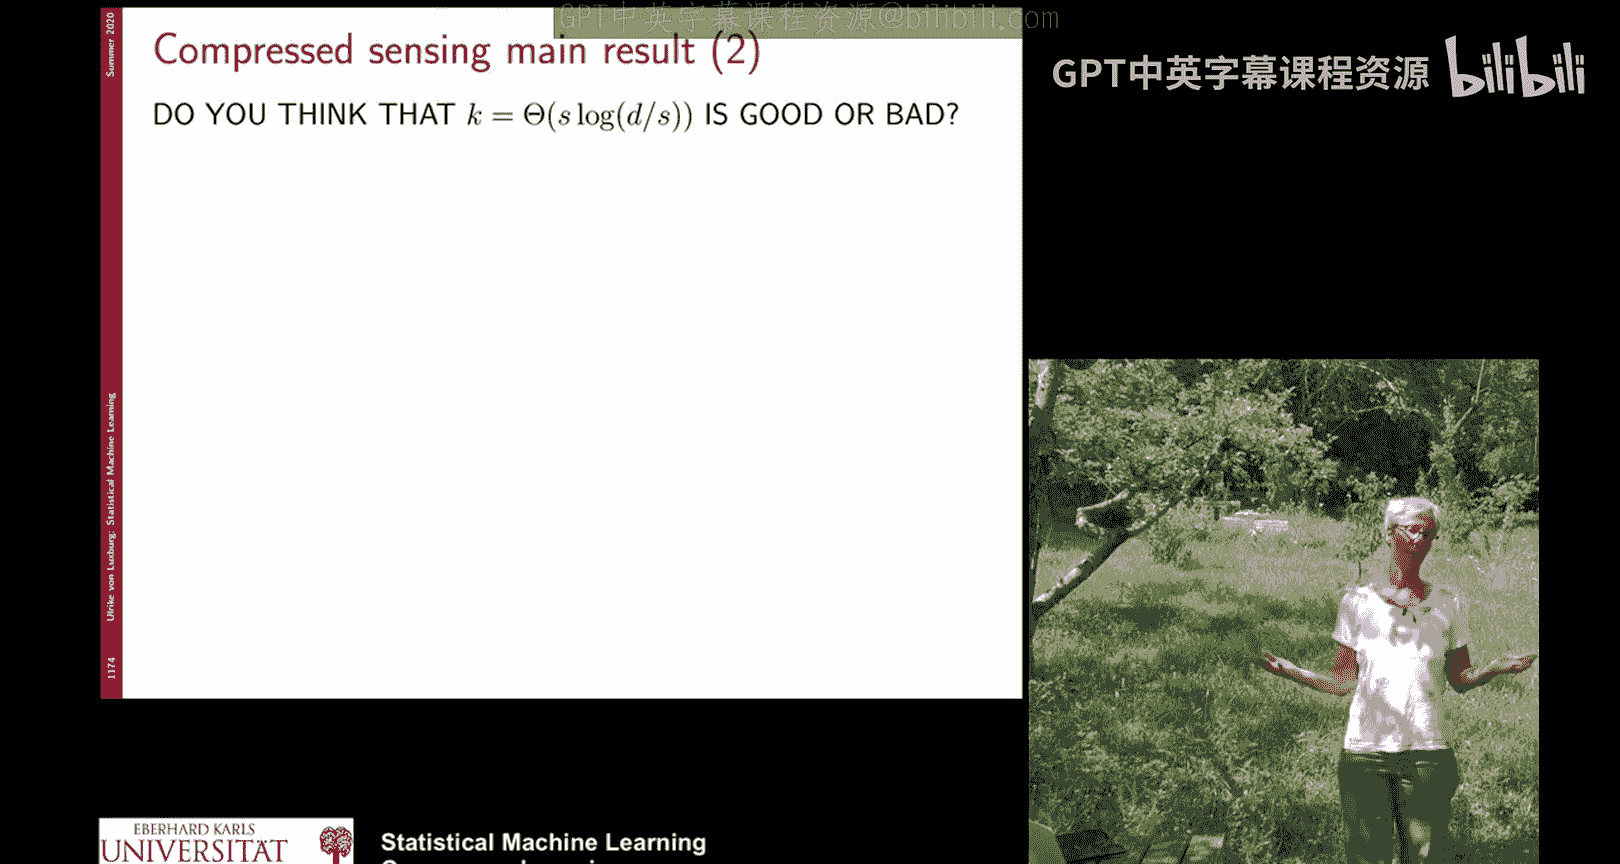 GPT中英字幕课程资源@bilibili.com
GPT中英字幕课程资源 bilibili
Summer 2020
Compressed sensing main result (2)
DO YOU THINK THAT k = Θ(s log(d/s)) IS GOOD OR BAD?
Ulrike von Luxburg: Statistical Machine Learning
1174
EBERHARD KARLS
UNIVERSITÄT
Statistical Machine Learning